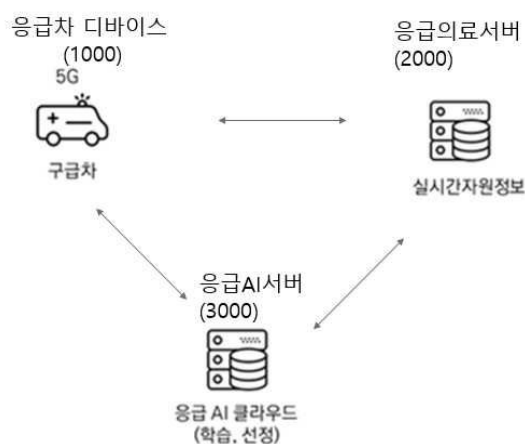 응급차 디바이스
(1000)
5G
구급차
응급의료서버
(2000)
실시간자원정보
응급AI서버
(3000)
응급 AI 클라우드
(학습, 선정)